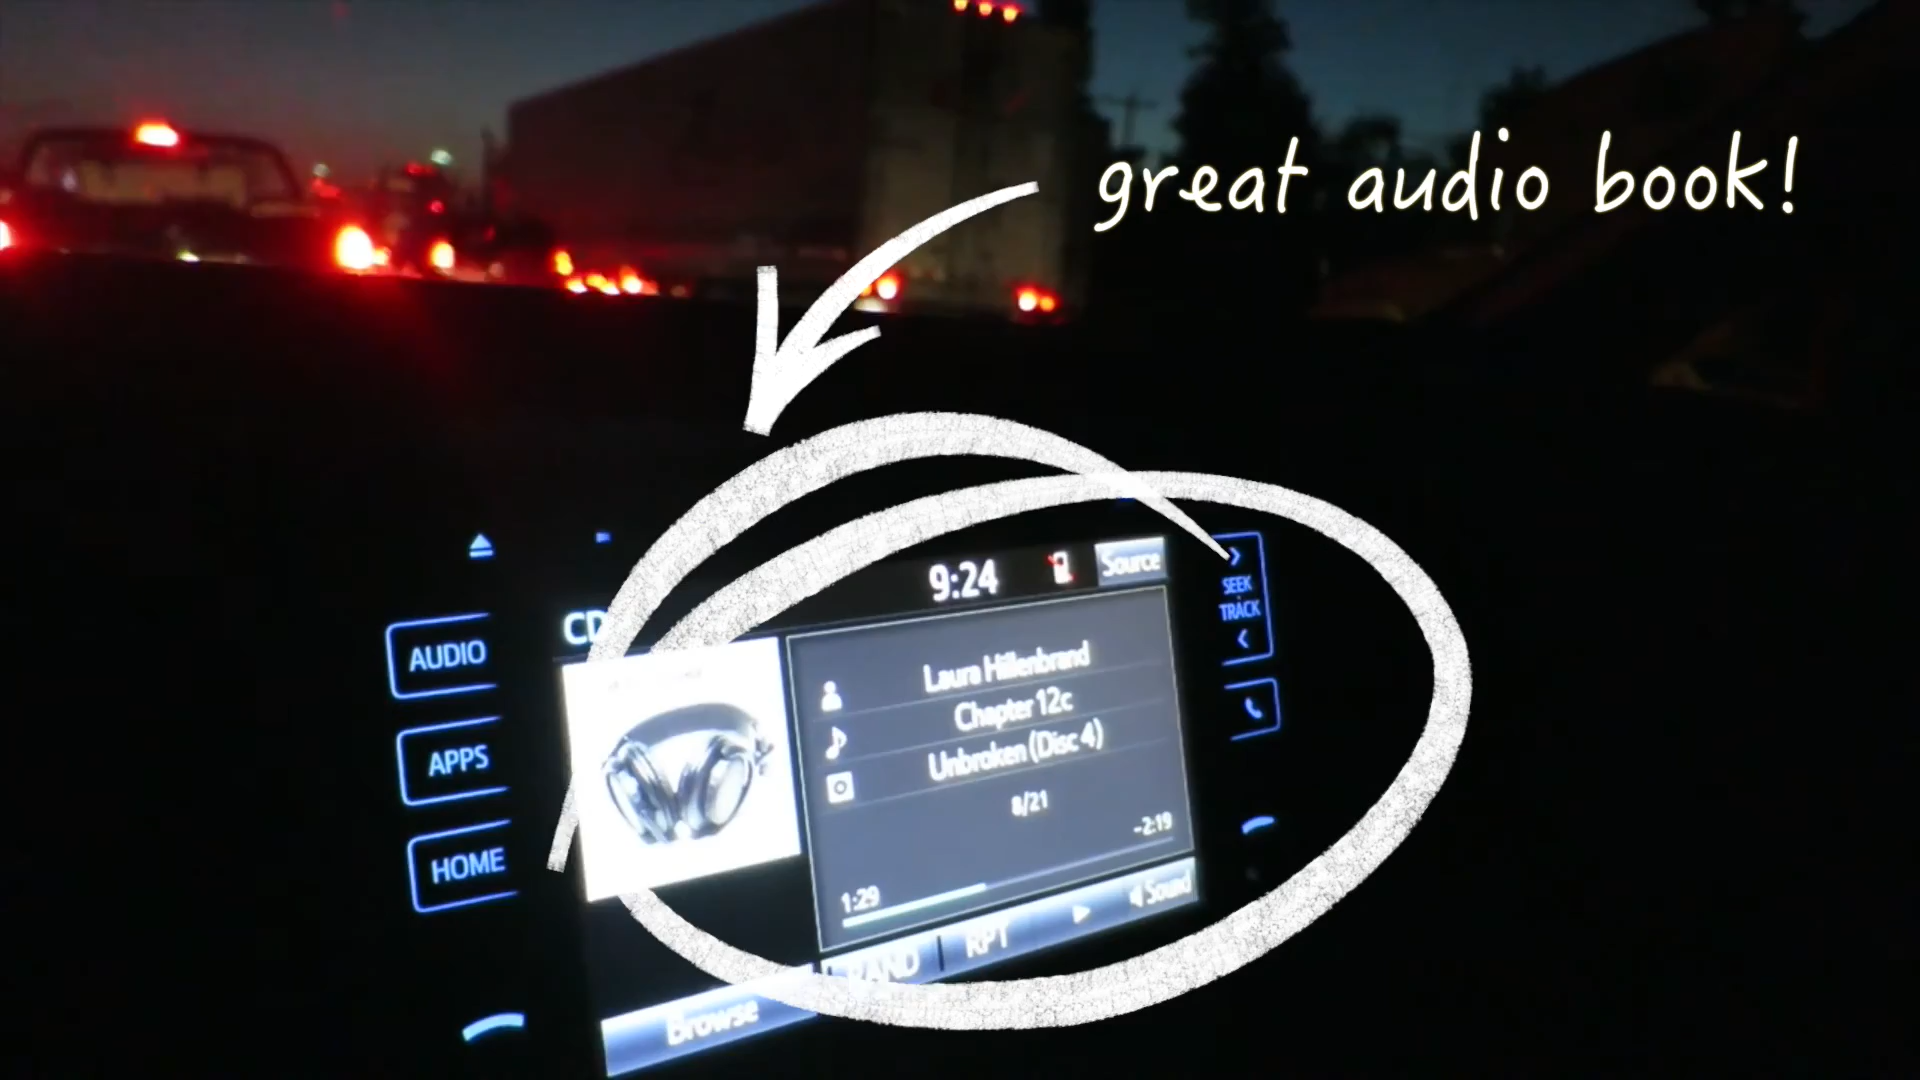 great audio book!
9:24
Source
CD
SEEK
TRACK
AUDIO
APPS
HOME
Laura Hillenbrand
Chapter 12c
Unbroken (Disc 4)
8/21
-2:19
1:29
Sound
RAND
RPT
Browse